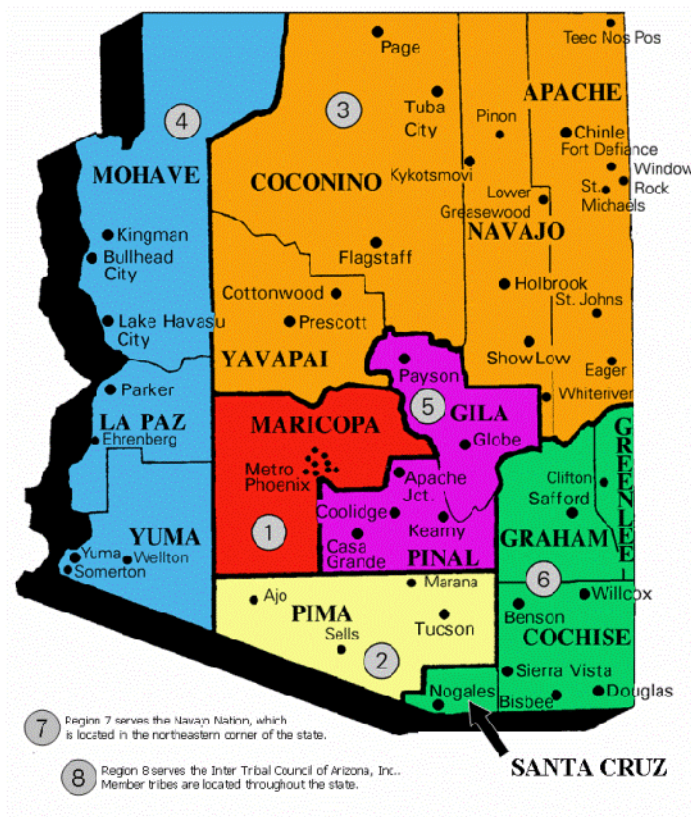 Page
Teec Nos Pos
4
3
Tuba
City
Pinon
APACHE
Chinle
Fort Defiance
Window
Rock
St.
Michaels
MOHAVE
COCONINO
Kykotsmovi
Lower
Greasewood
NAVAJO
Kingman
Bullhead
City
Flagstaff
Holbrook
St. Johns
Cottonwood
Prescott
Lake Havasu
City
YAVAPAI
Show Low
Eager
Payson
Whiteriver
5
GILA
Globe
Parker
LA PAZ
Ehrenberg
MARICOPA
Metro
Phoenix
1
Apache
Jct.
Coolidge
Kearny
Casa
Grande
PINAL
GREENLEE
Clifton
Safford
GRAHAM
YUMA
Yuma
Wellton
Somerton
6
Ajo
PIMA
Marana
Sells
Tucson
2
Willcox
Benson
COCHISE
Sierra Vista
Nogales
Bisbee
Douglas
SANTA CRUZ
7
Region 7 serves the Navajo Nation, which
is located in the northeastern corner of the state.
8
Region 8 serves the Inter Tribal Council of Arizona, Inc..
Member tribes are located throughout the state.